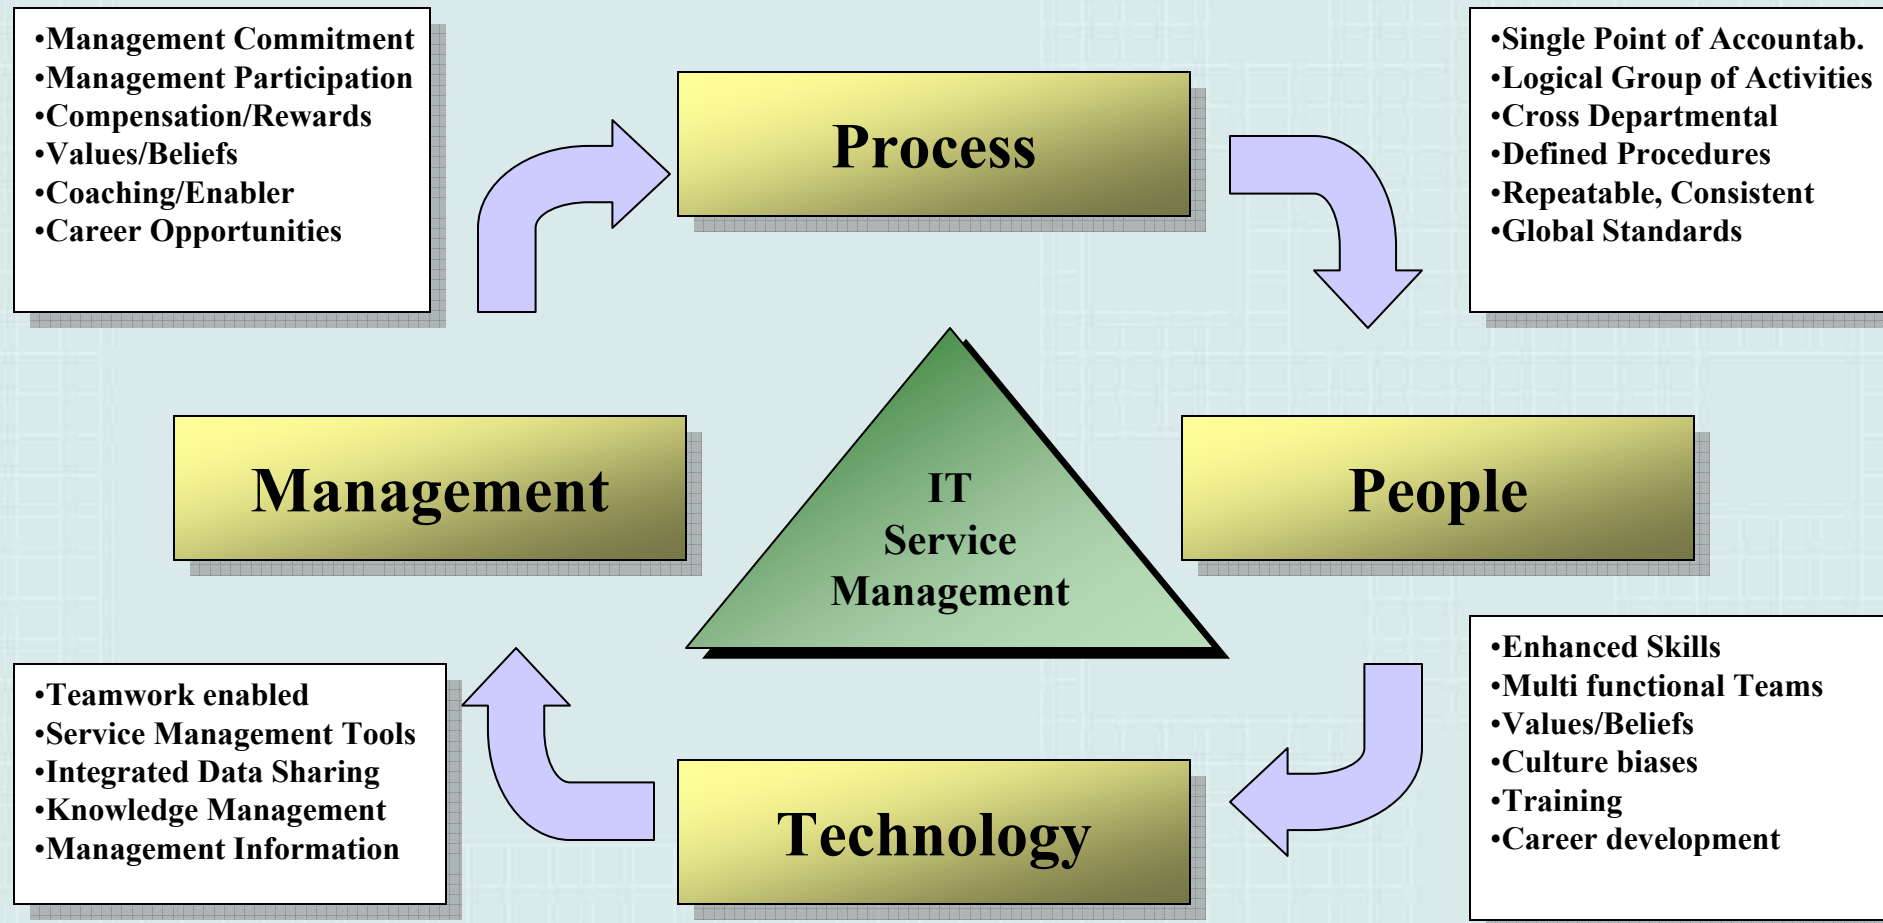 •Management Commitment
•Management Participation
•Compensation/Rewards
•Values/Beliefs
•Coaching/Enabler
•Career Opportunities
Process
•Single Point of Accountab.
•Logical Group of Activities
•Cross Departmental
•Defined Procedures
•Repeatable, Consistent
•Global Standards
Management
IT
Service
Management
People
•Teamwork enabled
•Service Management Tools
•Integrated Data Sharing
•Knowledge Management
•Management Information
Technology
•Enhanced Skills
•Multi functional Teams
•Values/Beliefs
•Culture biases
•Training
•Career development